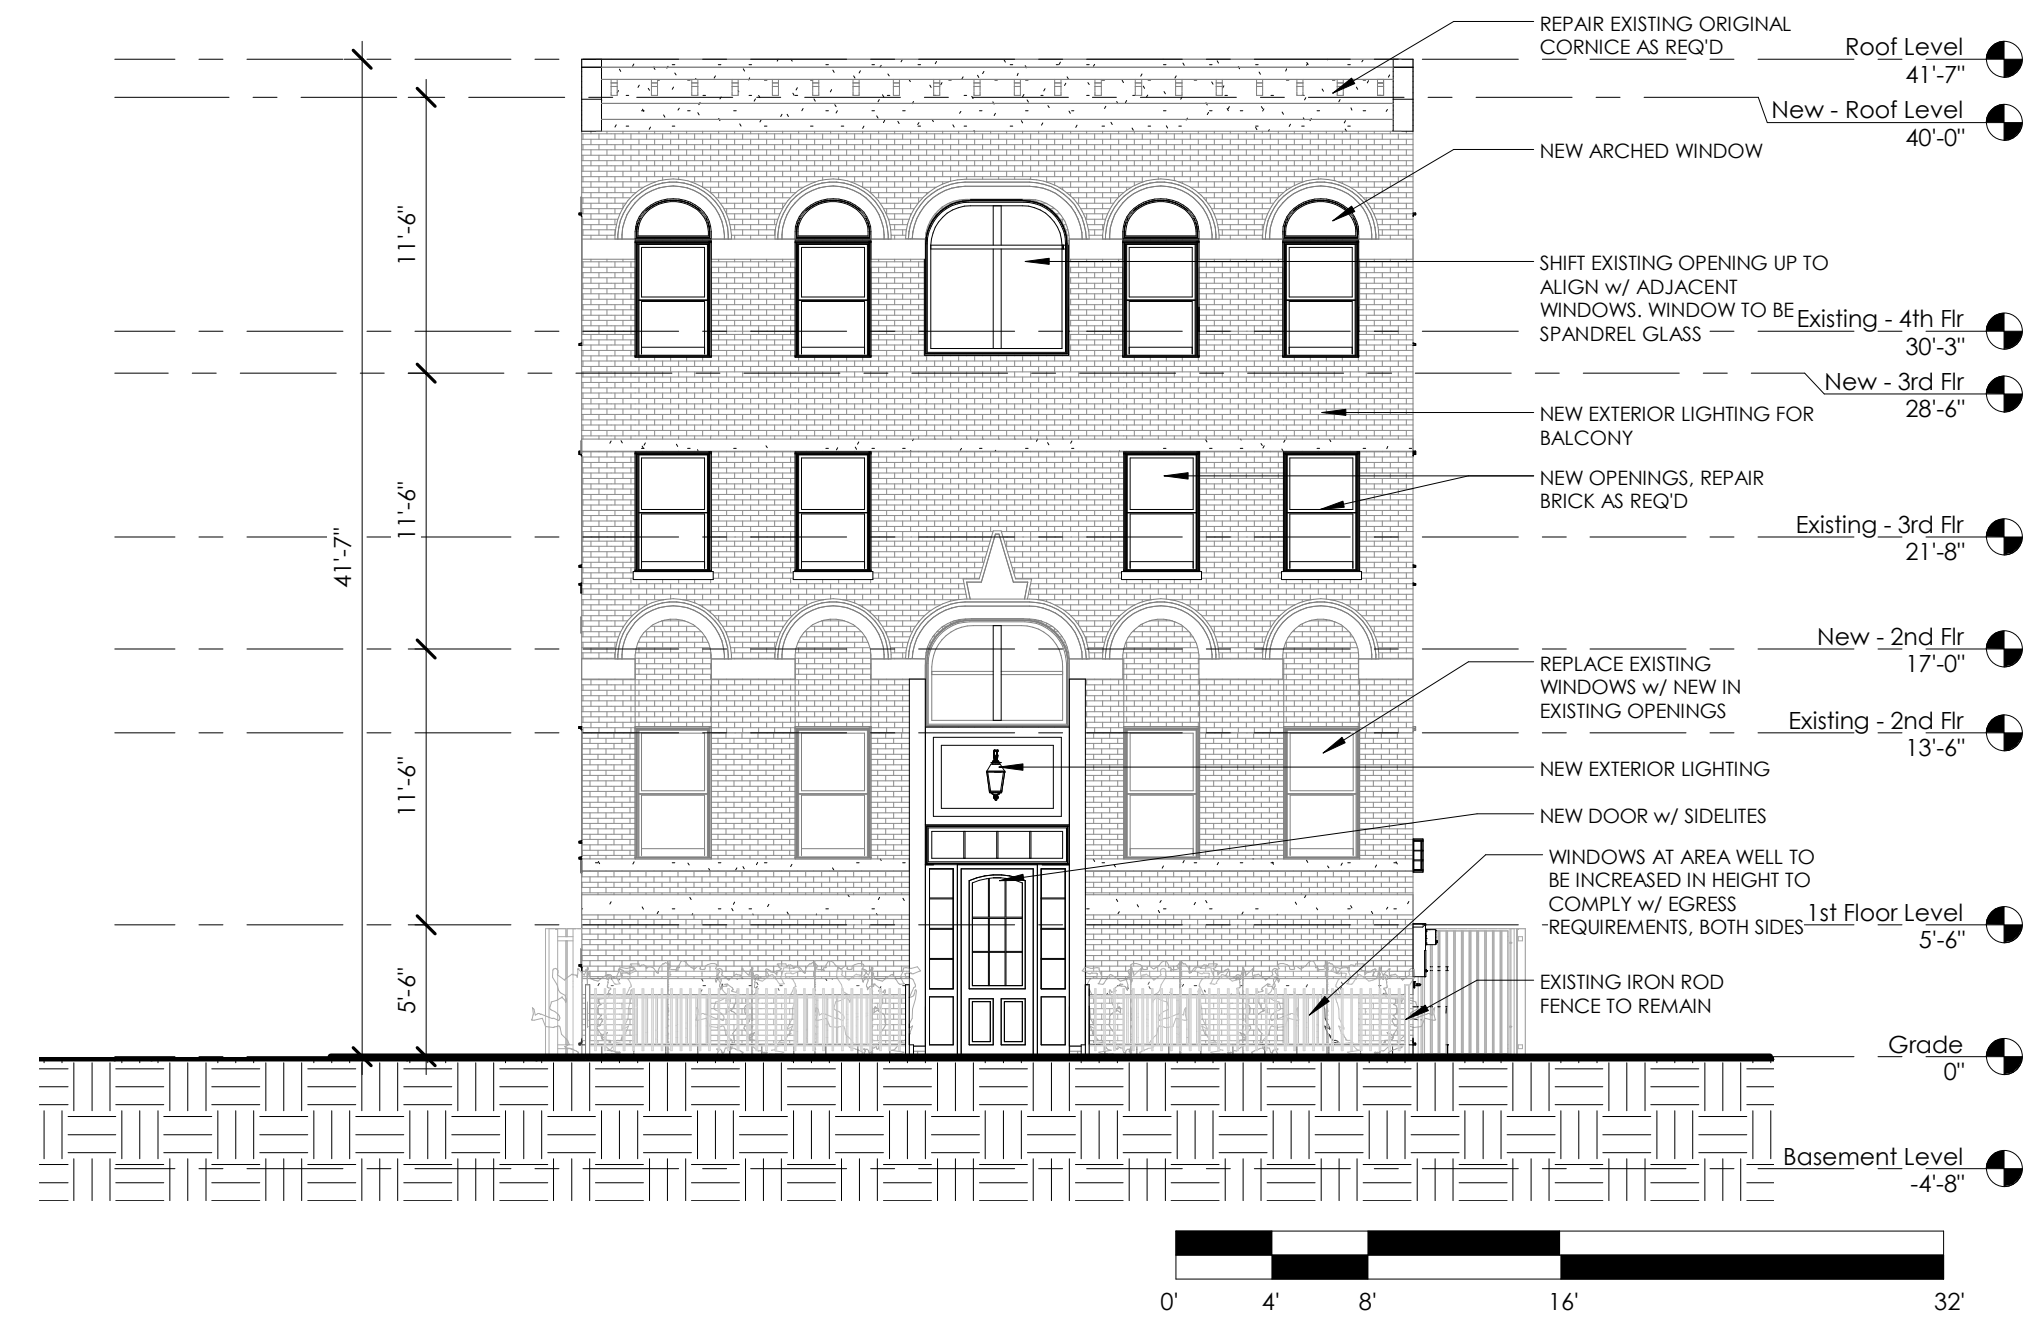 REPAIR EXISTING ORIGINAL
CORNICE AS REQ'D
Roof Level
41'-7"
New - Roof Level
40'-0"
NEW ARCHED WINDOW
11'-6"
SHIFT EXISTING OPENING UP TO
ALIGN w/ ADJACENT
WINDOWS. WINDOW TO BE
SPANDREL GLASS
Existing - 4th Flr
30'-3"
New - 3rd Flr
28'-6"
NEW EXTERIOR LIGHTING FOR
BALCONY
NEW OPENINGS, REPAIR
BRICK AS REQ'D
11'-6"
41'-7"
Existing - 3rd Flr
21'-8"
New - 2nd Flr
17'-0"
REPLACE EXISTING
WINDOWS w/ NEW IN
EXISTING OPENINGS
Existing - 2nd Flr
13'-6"
11'-6"
NEW EXTERIOR LIGHTING
NEW DOOR w/ SIDELITES
WINDOWS AT AREA WELL TO
BE INCREASED IN HEIGHT TO
COMPLY w/ EGRESS
REQUIREMENTS, BOTH SIDES
1st Floor Level
5'-6"
5'-6"
EXISTING IRON ROD
FENCE TO REMAIN
Grade
0"
Basement Level
-4'-8"
0' 4' 8' 16' 32'